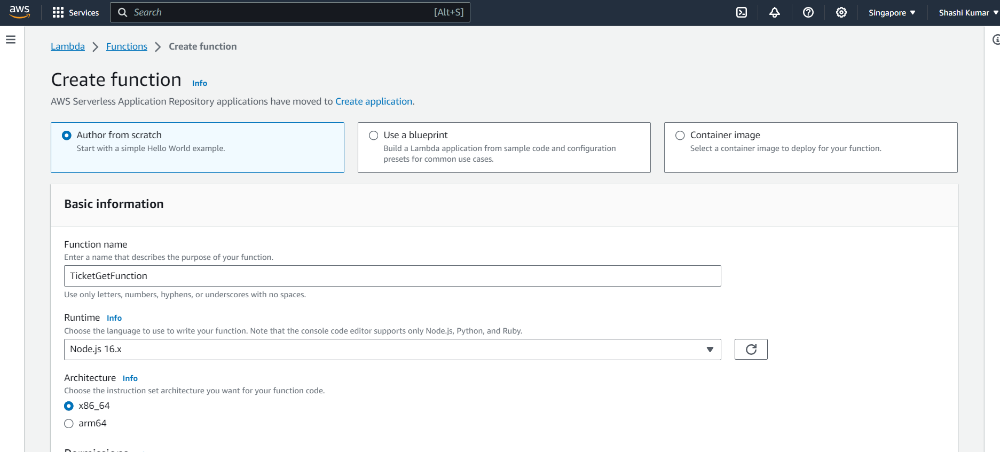 aws Services Search [Alt+S] Singapore Shashi Kumar
Lambda Functions Create function
Create function Info
AWS Serverless Application Repository applications have moved to Create application.
Author from scratch
Start with a simple Hello World example.
Use a blueprint
Build a Lambda application from sample code and configuration
presets for common use cases.
Container image
Select a container image to deploy for your function.
Basic information
Function name
Enter a name that describes the purpose of your function.
TicketGetFunction
Use only letters, numbers, hyphens, or underscores with no spaces.
Runtime Info
Choose the language to use to write your function. Note that the console code editor supports only Node.js, Python, and Ruby.
Node.js 16.x
Architecture Info
Choose the instruction set architecture you want for your function code.
x86_64
arm64
Permissions